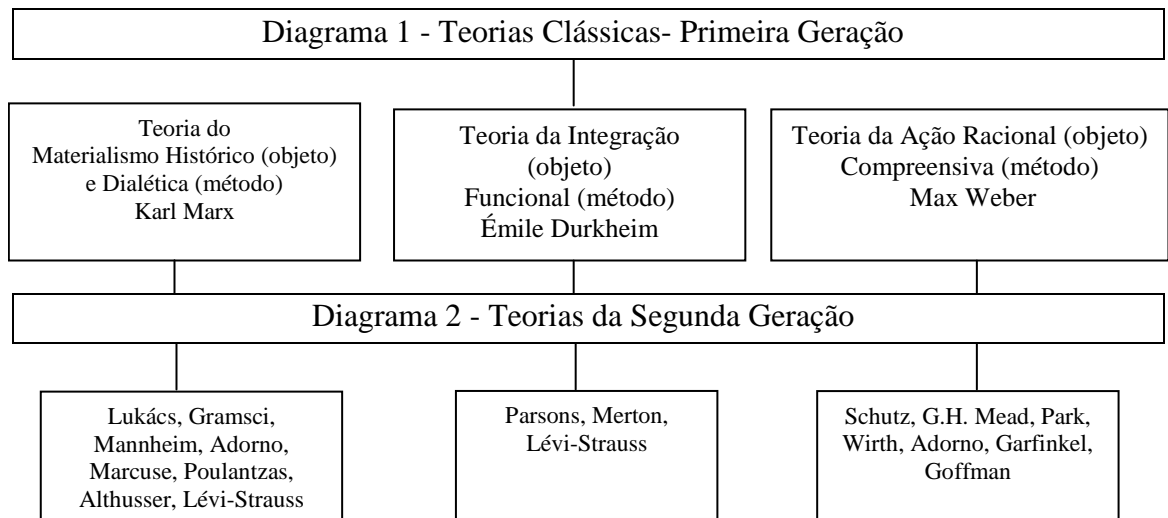 Diagrama 1 - Teorias Clássicas- Primeira Geração
Teoria do
Materialismo Histórico (objeto)
e Dialética (método)
Karl Marx
Teoria da Integração
(objeto)
Funcional (método)
Émile Durkheim
Teoria da Ação Racional (objeto)
Compreensiva (método)
Max Weber
Diagrama 2 - Teorias da Segunda Geração
Lukács, Gramsci,
Mannheim, Adorno,
Marcuse, Poulantzas,
Althusser, Lévi-Strauss
Parsons, Merton,
Lévi-Strauss
Schutz, G.H. Mead, Park,
Wirth, Adorno, Garfinkel,
Goffman